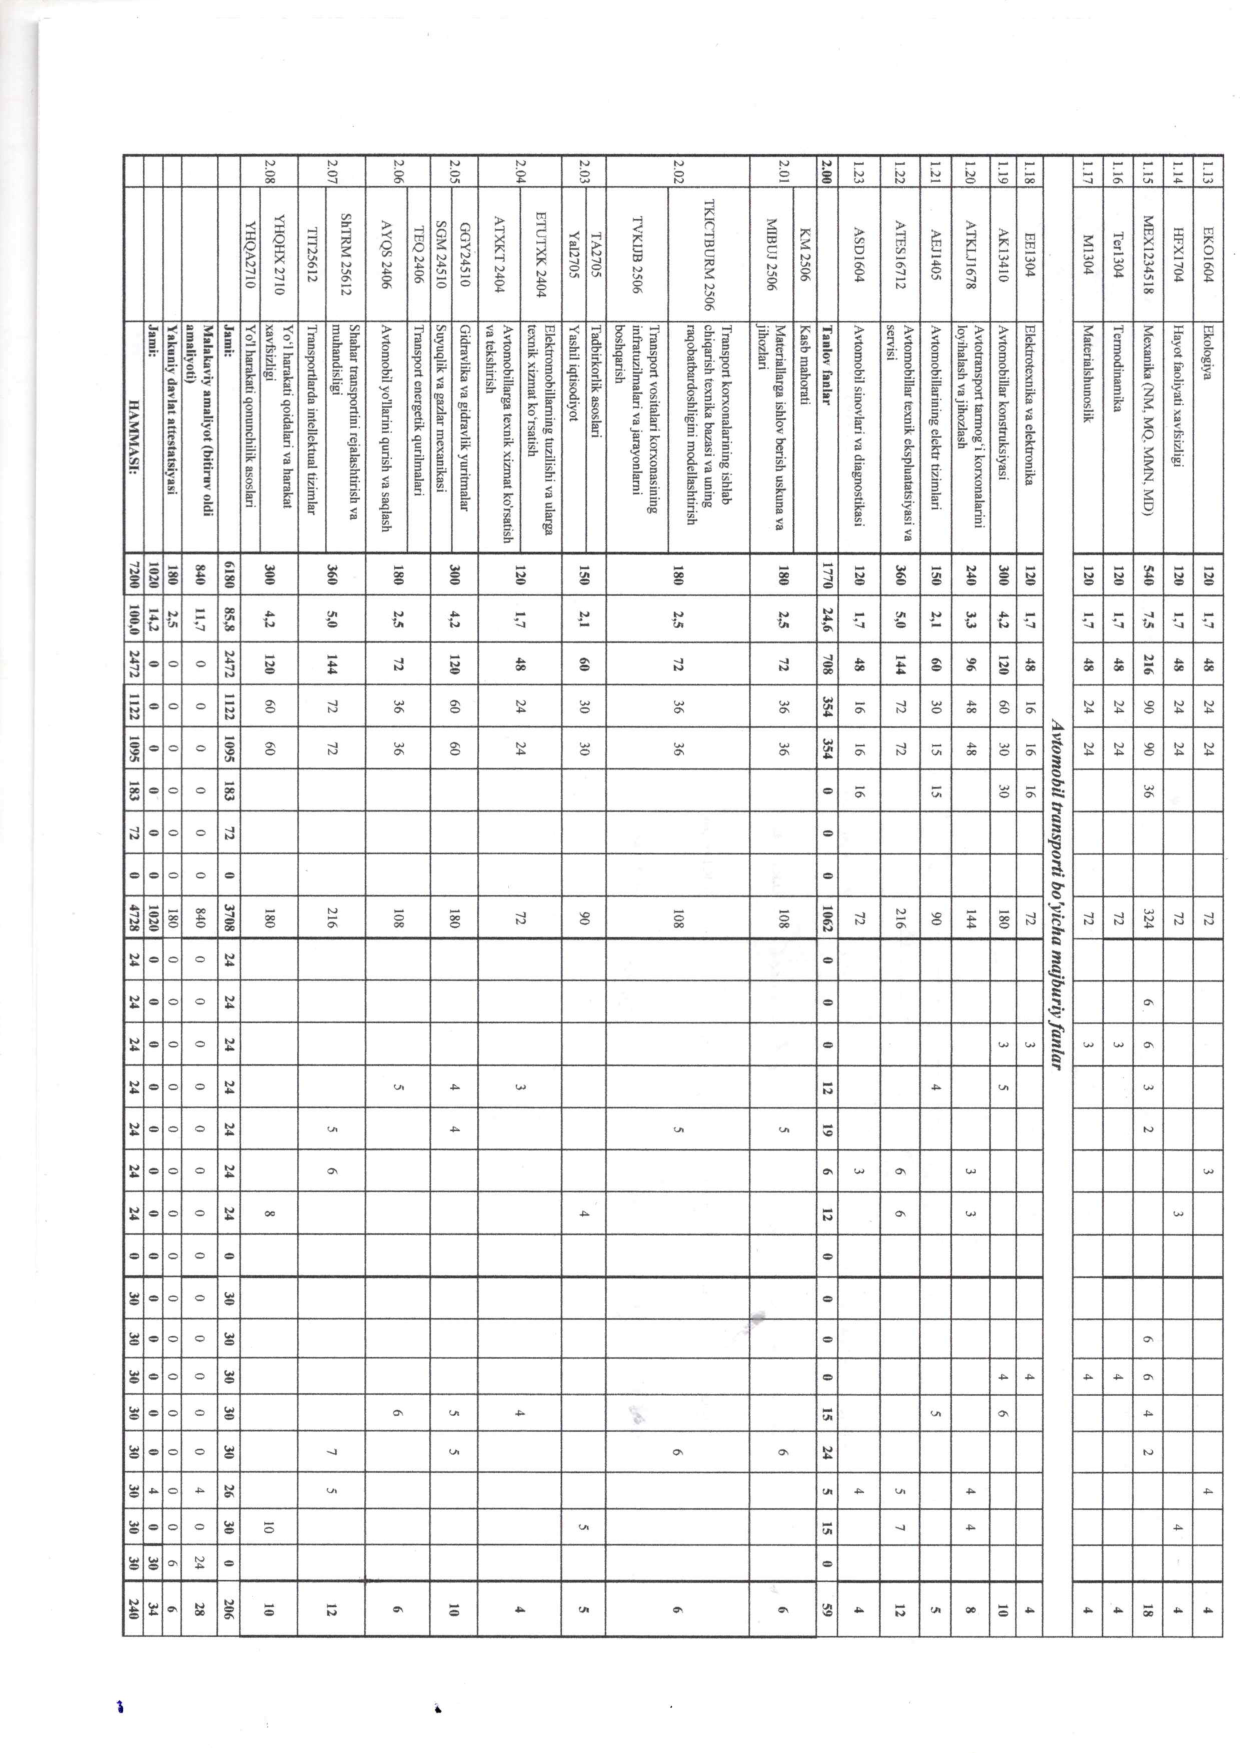 1.13 EKO1604 Ekologiya 120 1,7 48 24 24 72 3 4 4
1.14 HFX1704 Hayot faoliyati xavfsizligi 120 1,7 48 24 24 72 3 4 4
1.15 MEX1234518 Mexanika (NM, MQ, MMN, MD) 540 7,5 216 90 90 36 324 6 6 3 2 6 6 4 2 18
1.16 Ter1304 Termodinamika 120 1,7 48 24 24 72 3 4 4
1.17 M1304 Materialshunoslik 120 1,7 48 24 24 72 3 4 4
Avtomobil transporti bo'yicha majburiy fanlar
1.18 EE1304 Elektrotexnika va elektronika 120 1,7 48 16 16 16 72 3 4 4
1.19 AK13410 Avtomobillar konstruksiyasi 300 4,2 120 60 30 30 180 3 5 4 6 10
1.20 ATKLJ1678 Avtotransport tarmog'i korxonalarini
loyihalash va jihozlash 240 3,3 96 48 48 144 3 3 4 4 8
1.21 AEJ1405 Avtomobillarining elektr tizimlari 150 2,1 60 30 15 15 90 4 5 5
1.22 ATES16712 Avtomobillar texnik ekspluatatsiyasi va
servisi 360 5,0 144 72 72 216 6 6 5 7 12
1.23 ASD1604 Avtomobil sinovlari va diagnostikasi 120 1,7 48 16 16 16 72 3 4 4
2.00 Tanlov fanlar 1770 24,6 708 354 354 0 0 0 1062 0 0 0 12 19 6 12 0 0 0 0 15 24 5 15 0 59
2.01 KM 2506 Kasb mahorati
MIBUJ 2506 Materiallarga ishlov berish uskuna va
jihozlari 180 2,5 72 36 36 108 5 6 6
2.02 TKICTBURM 2506 Transport korxonalarining ishlab
chiqarish texnika bazasi va uning
raqobatbardoshligini modellashtirish
TVKIJB 2506 Transport vositalari korxonasining
infratuzilmalari va jarayonlarni
boshqarish 180 2,5 72 36 36 108 5 6 6
2.03 TA2705 Tadbirkorlik asoslari
YaI2705 Yashil iqtisodiyot 150 2,1 60 30 30 90 4 5 5
2.04 ETUTXK 2404 Elektromobillarning tuzilishi va ularga
texnik xizmat ko'rsatish
ATXKT 2404 Avtomobillarga texnik xizmat ko'rsatish
va tekshirish 120 1,7 48 24 24 72 3 4 4
2.05 GGY24510 Gidravlika va gidravlik yuritmalar
SGM 24510 Suyuqlik va gazlar mexanikasi 300 4,2 120 60 60 180 4 4 5 5 10
2.06 TEQ 2406 Transport energetik qurilmalari
AYQS 2406 Avtomobil yo'llarini qurish va saqlash 180 2,5 72 36 36 108 5 6 6
2.07 ShTRM 25612 Shahar transportini rejalashtirish va
muhandisligi
TIT25612 Transportlarda intellektual tizimlar 360 5,0 144 72 72 216 5 6 7 5 12
2.08 YHQHX 2710 Yo'l harakati qoidalari va harakat
xavfsizligi
YHQA2710 Yo'l harakati qonunchilik asoslari 300 4,2 120 60 60 180 8 10 10
Jami: 6180 85,8 2472 1122 1095 183 72 0 3708 24 24 24 24 24 24 24 0 30 30 30 30 30 26 30 0 206
Malakaviy amaliyot (bitiruv oldi
amaliyoti) 840 11,7 0 0 0 0 0 0 840 0 0 0 0 0 0 0 0 0 0 0 0 0 4 0 24 28
Yakuniy davlat attestatsiyasi 180 2,5 0 0 0 0 0 0 180 0 0 0 0 0 0 0 0 0 0 0 0 0 0 0 6 6
Jami: 1020 14,2 0 0 0 0 0 0 1020 0 0 0 0 0 0 0 0 0 0 0 0 0 4 0 30 34
HAMMASI: 7200 100,0 2472 1122 1095 183 72 0 4728 24 24 24 24 24 24 24 0 30 30 30 30 30 30 30 30 240